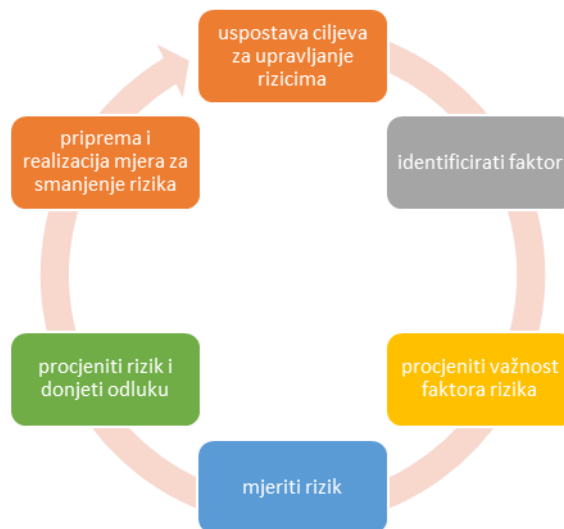 uspostava ciljeva
za upravljanje
rizicima
identificirati faktor
procjeniti važnost
faktora rizika
mjeriti rizik
procjeniti rizik i
donjeti odluku
priprema i
realizacija mjera za
smanjenje rizika